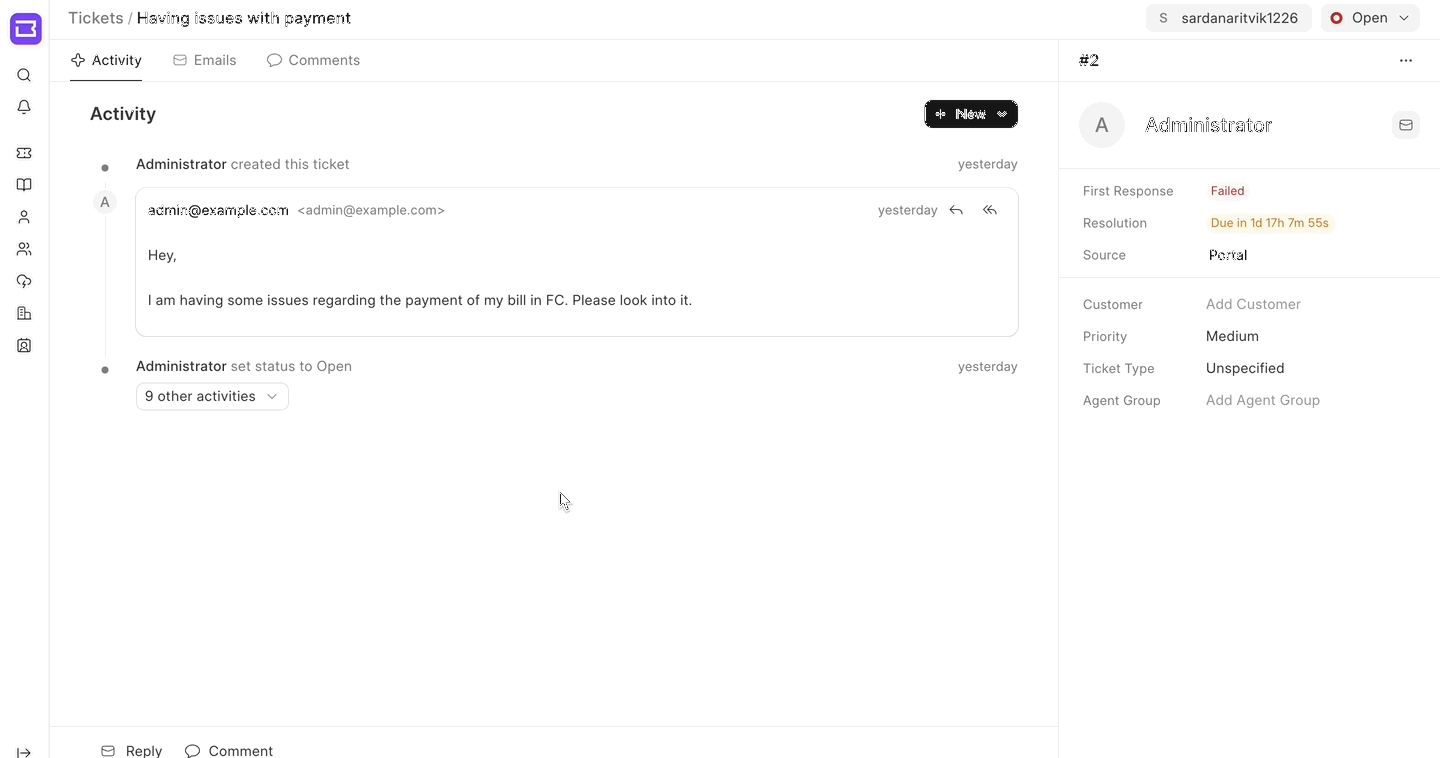 Tickets / Having issues with payment
S sardanaritvik1226
Open
Activity
Emails
Comments
Activity
New
Administrator created this ticket yesterday
A
admin@example.com <admin@example.com> yesterday
Hey,
I am having some issues regarding the payment of my bill in FC. Please look into it.
Administrator set status to Open yesterday
9 other activities
Reply
Comment
#2
A Administrator
First Response Failed
Resolution Due in 1d 17h 7m 55s
Source Portal
Customer Add Customer
Priority Medium
Ticket Type Unspecified
Agent Group Add Agent Group